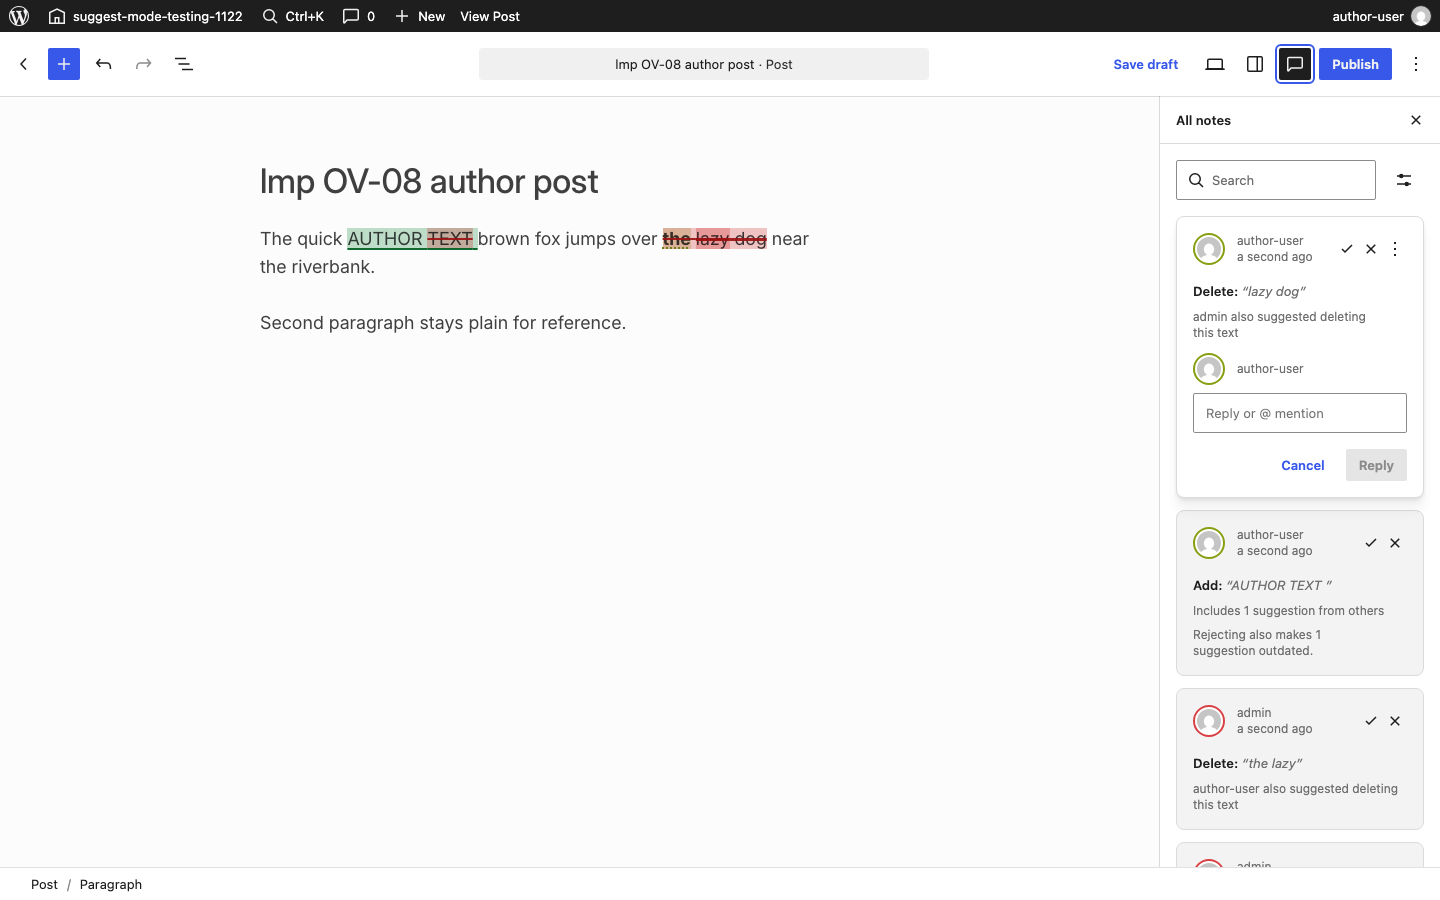 suggest-mode-testing-1122 Ctrl+K 0 New View Post author-user
Imp OV-08 author post · Post
Save draft
Publish
Imp OV-08 author post
The quick AUTHOR TEXT brown fox jumps over the lazy dog near
the riverbank.
Second paragraph stays plain for reference.
All notes
Search
author-user
a second ago
Delete: “lazy dog”
admin also suggested deleting
this text
author-user
Reply or @ mention
Cancel Reply
author-user
a second ago
Add: “AUTHOR TEXT ”
Includes 1 suggestion from others
Rejecting also makes 1
suggestion outdated.
admin
a second ago
Delete: “the lazy”
author-user also suggested deleting
this text
admin
Post / Paragraph